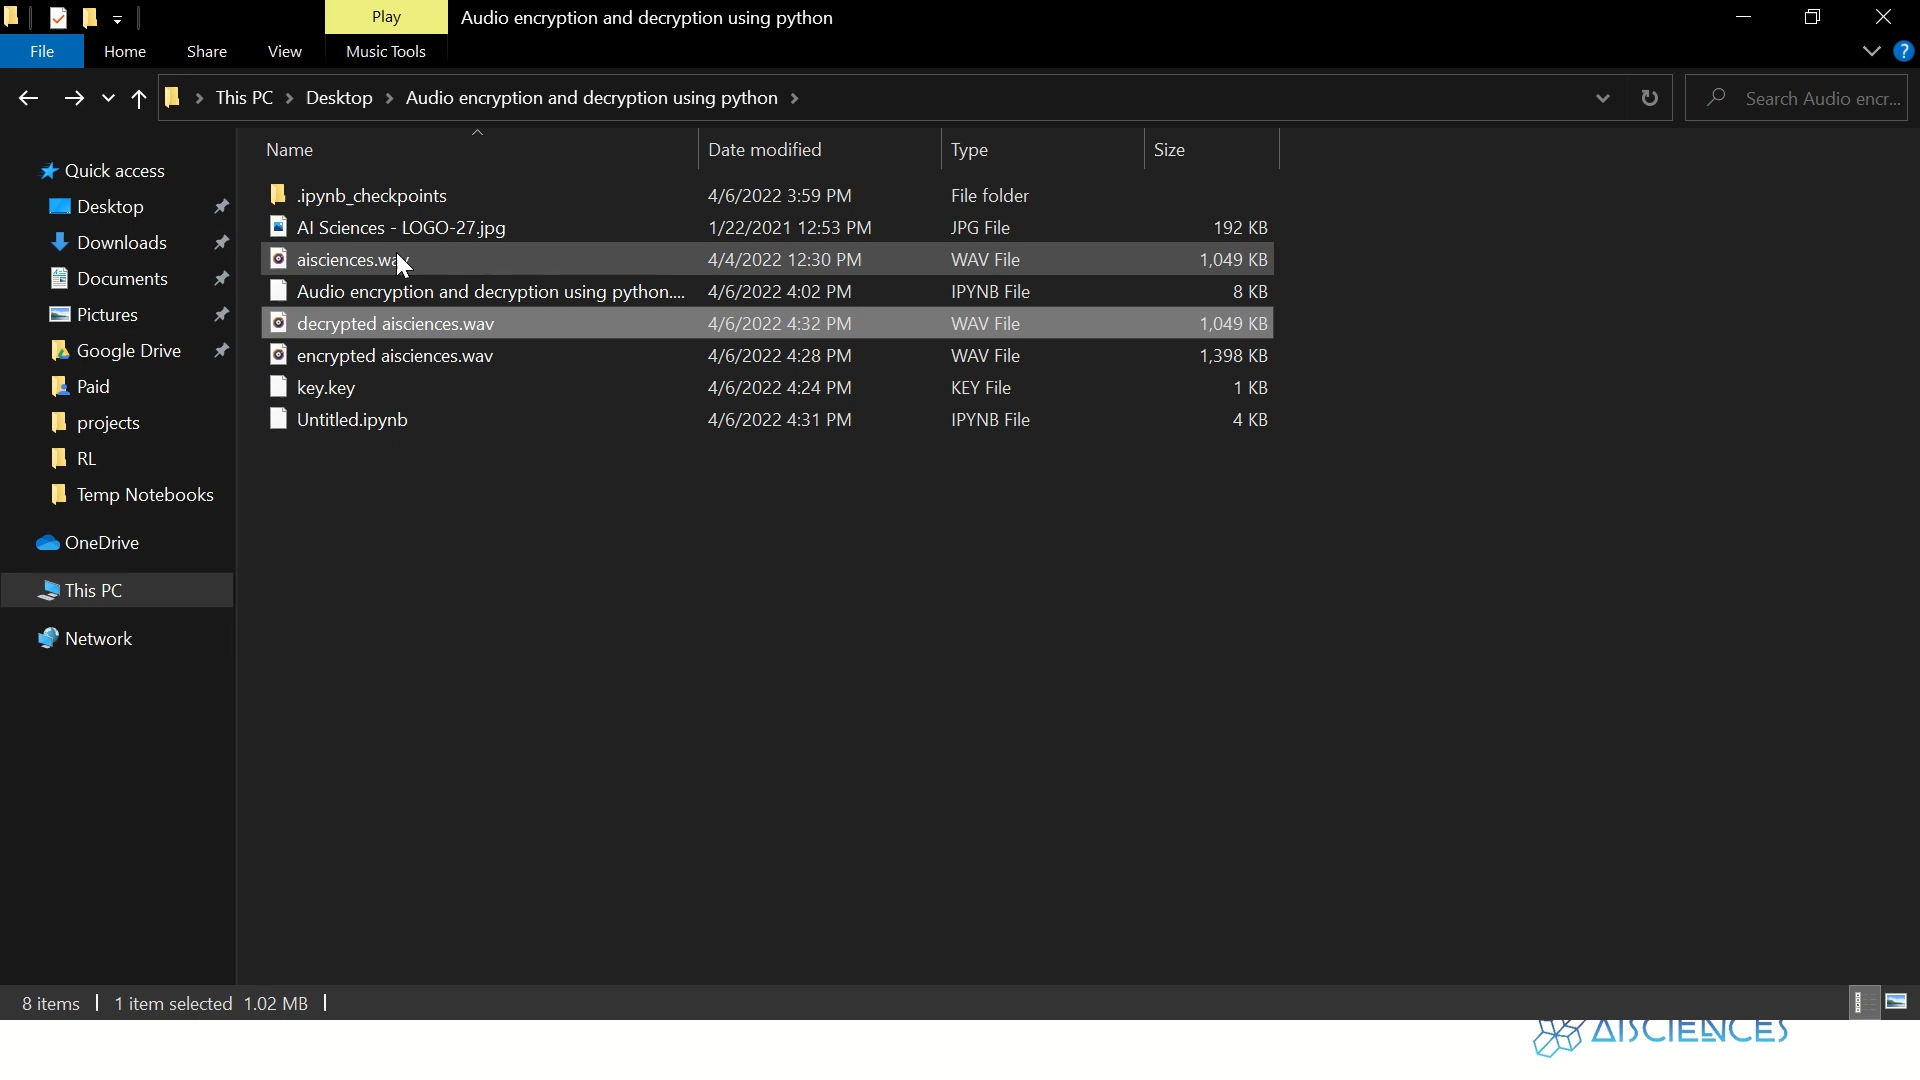 Play Audio encryption and decryption using python
File Home Share View Music Tools
This PC Desktop Audio encryption and decryption using python Search Audio encr...
Name Date modified Type Size
Quick access
Desktop
Downloads
Documents
Pictures
Google Drive
Paid
projects
RL
Temp Notebooks
OneDrive
This PC
Network
.ipynb_checkpoints 4/6/2022 3:59 PM File folder
AI Sciences - LOGO-27.jpg 1/22/2021 12:53 PM JPG File 192 KB
aisciences.wav 4/4/2022 12:30 PM WAV File 1,049 KB
Audio encryption and decryption using python.... 4/6/2022 4:02 PM IPYNB File 8 KB
decrypted aisciences.wav 4/6/2022 4:32 PM WAV File 1,049 KB
encrypted aisciences.wav 4/6/2022 4:28 PM WAV File 1,398 KB
key.key 4/6/2022 4:24 PM KEY File 1 KB
Untitled.ipynb 4/6/2022 4:31 PM IPYNB File 4 KB
8 items 1 item selected 1.02 MB
AISCIENCES